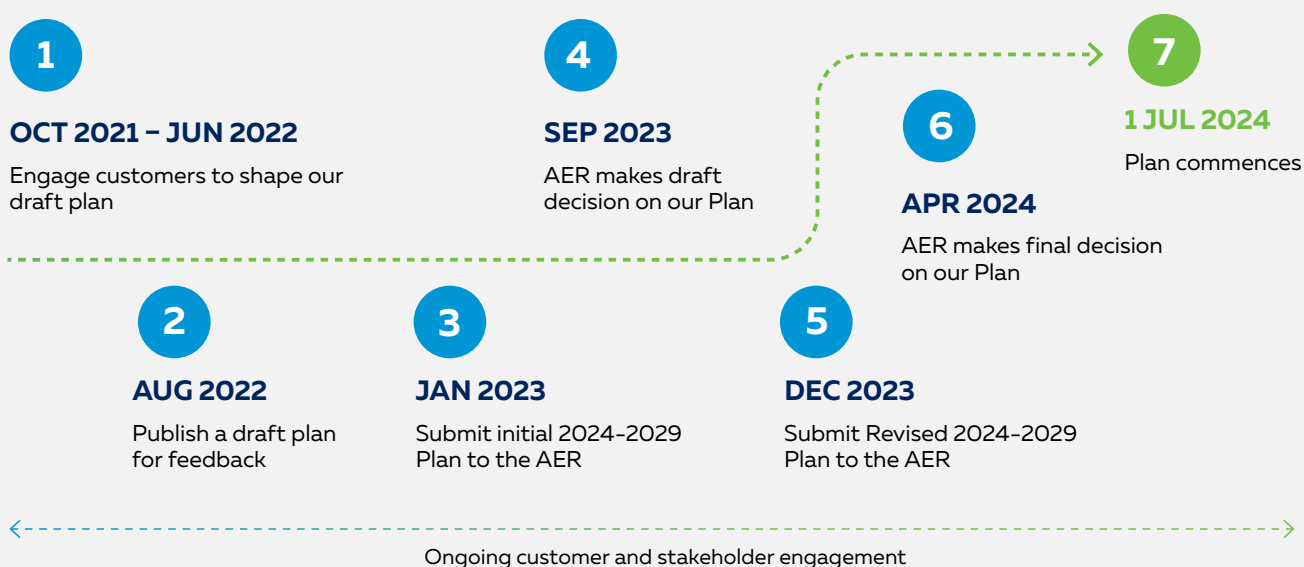 1
OCT 2021 – JUN 2022
Engage customers to shape our
draft plan
2
AUG 2022
Publish a draft plan
for feedback
3
JAN 2023
Submit initial 2024-2029
Plan to the AER
4
SEP 2023
AER makes draft
decision on our Plan
5
DEC 2023
Submit Revised 2024-2029
Plan to the AER
6
APR 2024
AER makes final decision
on our Plan
7
1 JUL 2024
Plan commences
Ongoing customer and stakeholder engagement